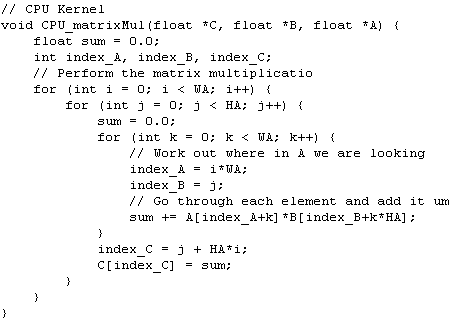 // CPU Kernel
void CPU_matrixMul(float *C, float *B, float *A) {
    float sum = 0.0;
    int index_A, index_B, index_C;
    // Perform the matrix multiplicatio
    for (int i = 0; i < WA; i++) {
        for (int j = 0; j < HA; j++) {
            sum = 0.0;
            for (int k = 0; k < WA; k++) {
                // Work out where in A we are looking
                index_A = i*WA;
                index_B = j;
                // Go through each element and add it um
                sum += A[index_A+k]*B[index_B+k*HA];
            }
            index_C = j + HA*i;
            C[index_C] = sum;
        }
    }
}